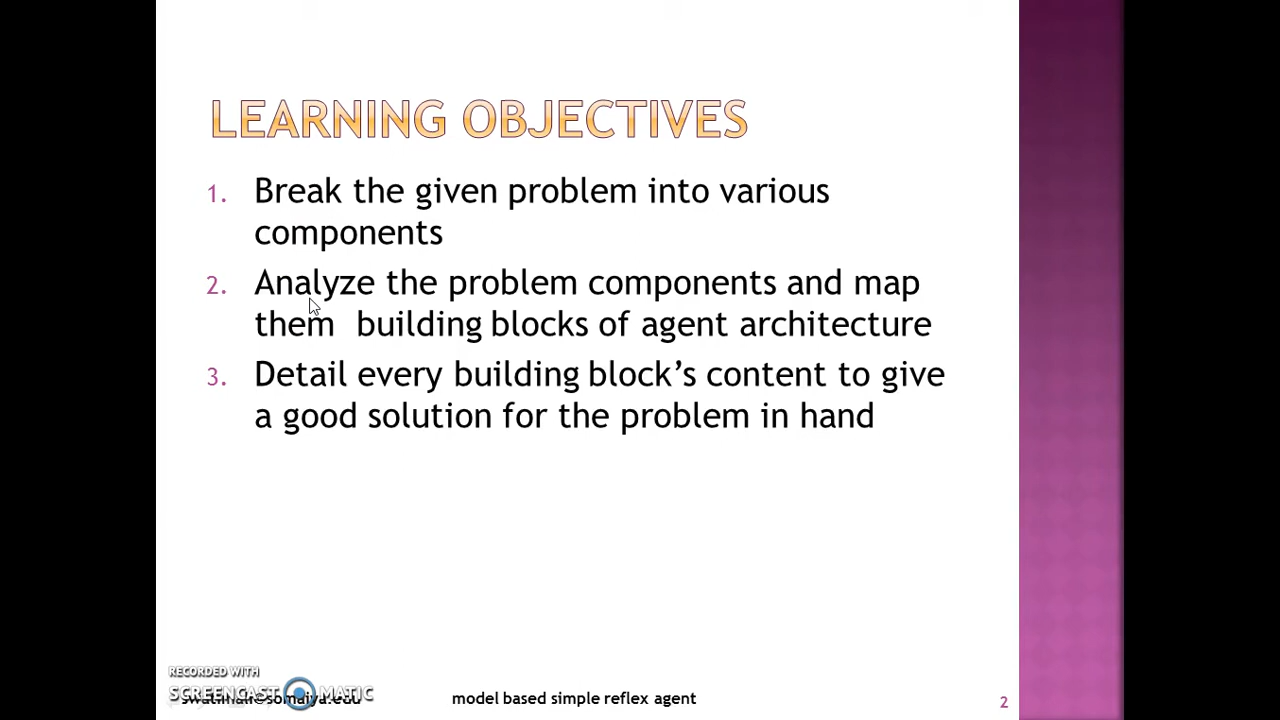 LEARNING OBJECTIVES
1. Break the given problem into various
components
2. Analyze the problem components and map
them building blocks of agent architecture
3. Detail every building block’s content to give
a good solution for the problem in hand
RECORDED WITH
SCREENCAST MATIC
model based simple reflex agent
2